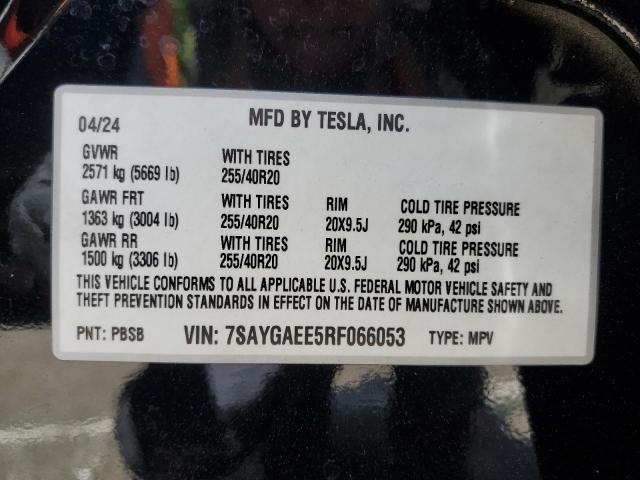 04/24 MFD BY TESLA, INC.
GVWR WITH TIRES
2571 kg (5669 lb) 255/40R20
GAWR FRT WITH TIRES RIM COLD TIRE PRESSURE
1363 kg (3004 lb) 255/40R20 20X9.5J 290 kPa, 42 psi
GAWR RR WITH TIRES RIM COLD TIRE PRESSURE
1500 kg (3306 lb) 255/40R20 20X9.5J 290 kPa, 42 psi
THIS VEHICLE CONFORMS TO ALL APPLICABLE U.S. FEDERAL MOTOR VEHICLE SAFETY AND
THEFT PREVENTION STANDARDS IN EFFECT ON THE DATE OF MANUFACTURE SHOWN ABOVE.
PNT: PBSB VIN: 7SAYGAEE5RF066053 TYPE: MPV